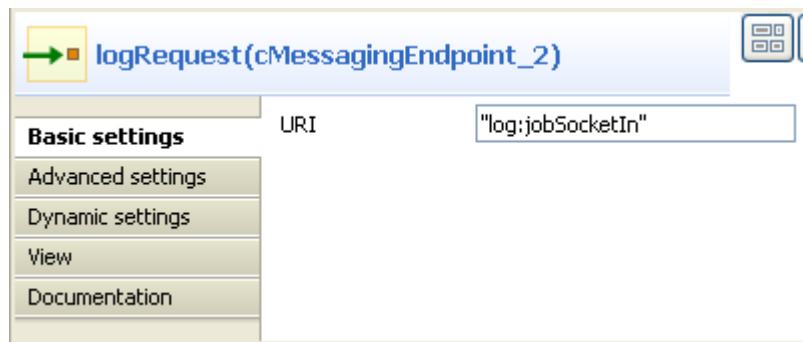 logRequest(cMessagingEndpoint_2)
Basic settings
URI "log:jobSocketIn"
Advanced settings
Dynamic settings
View
Documentation